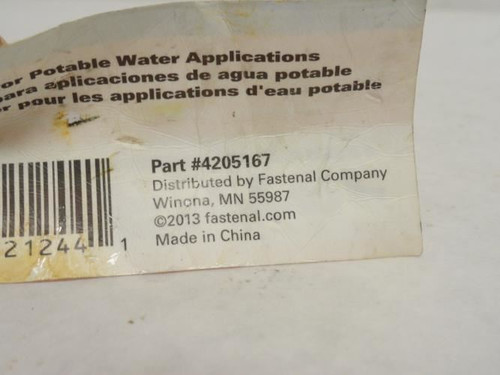 or Potable Water Applications
para aplicaciones de agua potable
r pour les applications d'eau potable
Part #4205167
Distributed by Fastenal Company
Winona, MN 55987
©2013 fastenal.com
Made in China
21244 1